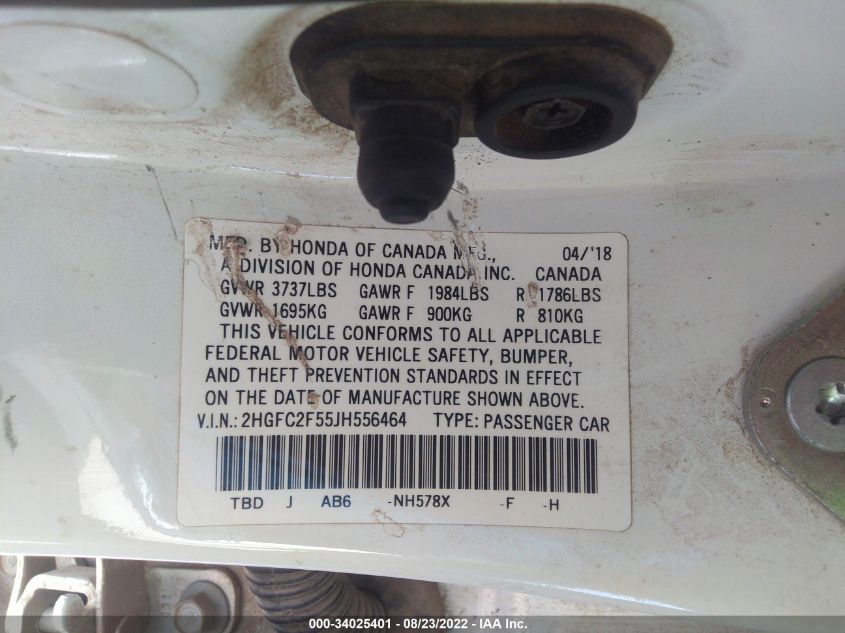 MFD. BY HONDA OF CANADA MFG., 04/'18
A DIVISION OF HONDA CANADA INC. CANADA
GVWR 3737LBS GAWR F 1984LBS R 1786LBS
GVWR 1695KG GAWR F 900KG R 810KG
THIS VEHICLE CONFORMS TO ALL APPLICABLE
FEDERAL MOTOR VEHICLE SAFETY, BUMPER,
AND THEFT PREVENTION STANDARDS IN EFFECT
ON THE DATE OF MANUFACTURE SHOWN ABOVE.
V.I.N.: 2HGFC2F55JH556464 TYPE: PASSENGER CAR
TBD J AB6 -NH578X -F -H
000-34025401 - 08/23/2022 - IAA Inc.